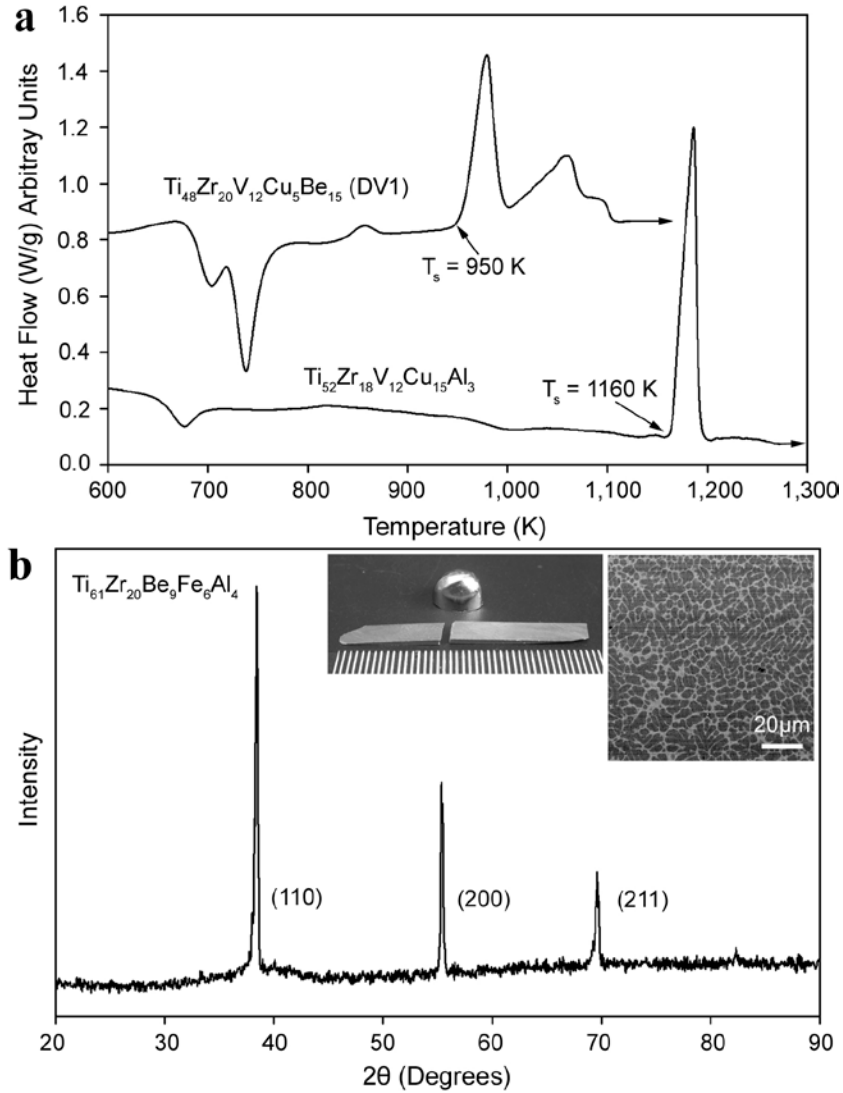 a
1.6
1.4
1.2
1.0
0.8
0.6
0.4
0.2
0.0
Heat Flow (W/g) Arbitray Units
Ti₄₈Zr₂₀V₁₂Cu₅Be₁₅ (DV1)
Tₛ = 950 K
Ti₅₂Zr₁₈V₁₂Cu₁₅Al₃
Tₛ = 1160 K
600 700 800 900 1,000 1,100 1,200 1,300
Temperature (K)
b
Ti₆₁Zr₂₀Be₉Fe₆Al₄
20μm
Intensity
(110) (200) (211)
20 30 40 50 60 70 80 90
2θ (Degrees)